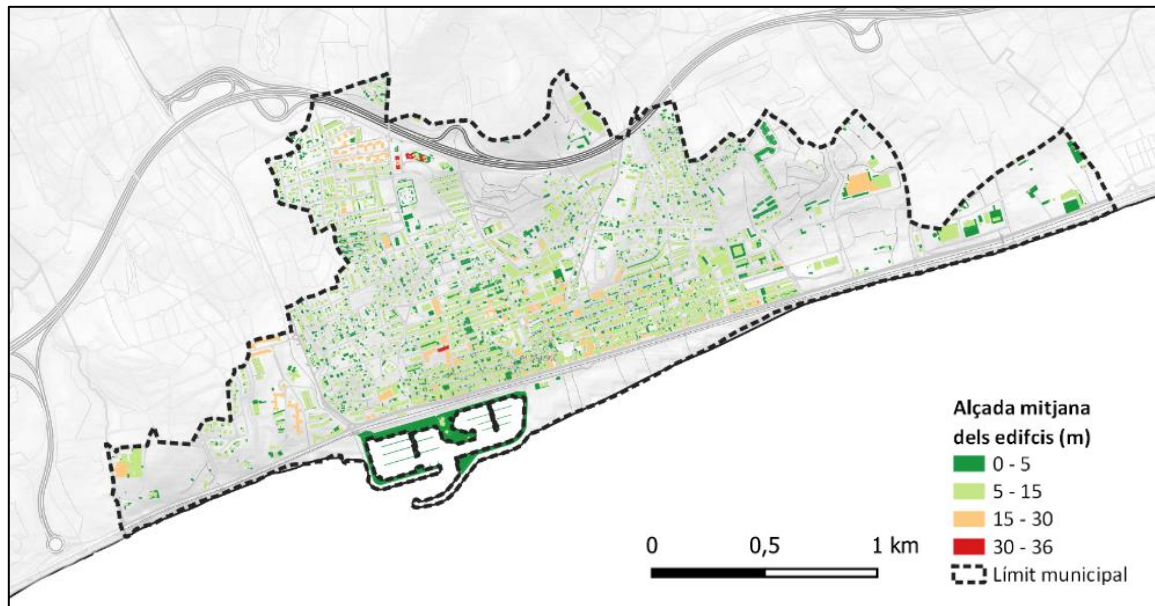 Alçada mitjana
dels edifcis (m)
0 - 5
5 - 15
15 - 30
30 - 36
Límit municipal
0 0,5 1 km